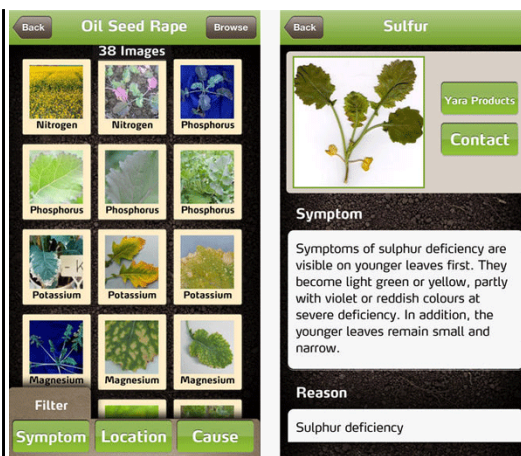 Back
Oil Seed Rape
Browse
38 Images
Nitrogen
Nitrogen
Phosphorus
Phosphorus
Phosphorus
Phosphorus
- K
Potassium
Potassium
Potassium
Magnesium
Magnesium
Magnesium
Filter
Symptom
Location
Cause
Back
Sulfur
Yara Products
Contact
Symptom
Symptoms of sulphur deficiency are
visible on younger leaves first. They
become light green or yellow, partly
with violet or reddish colours at
severe deficiency. In addition, the
younger leaves remain small and
narrow.
Reason
Sulphur deficiency